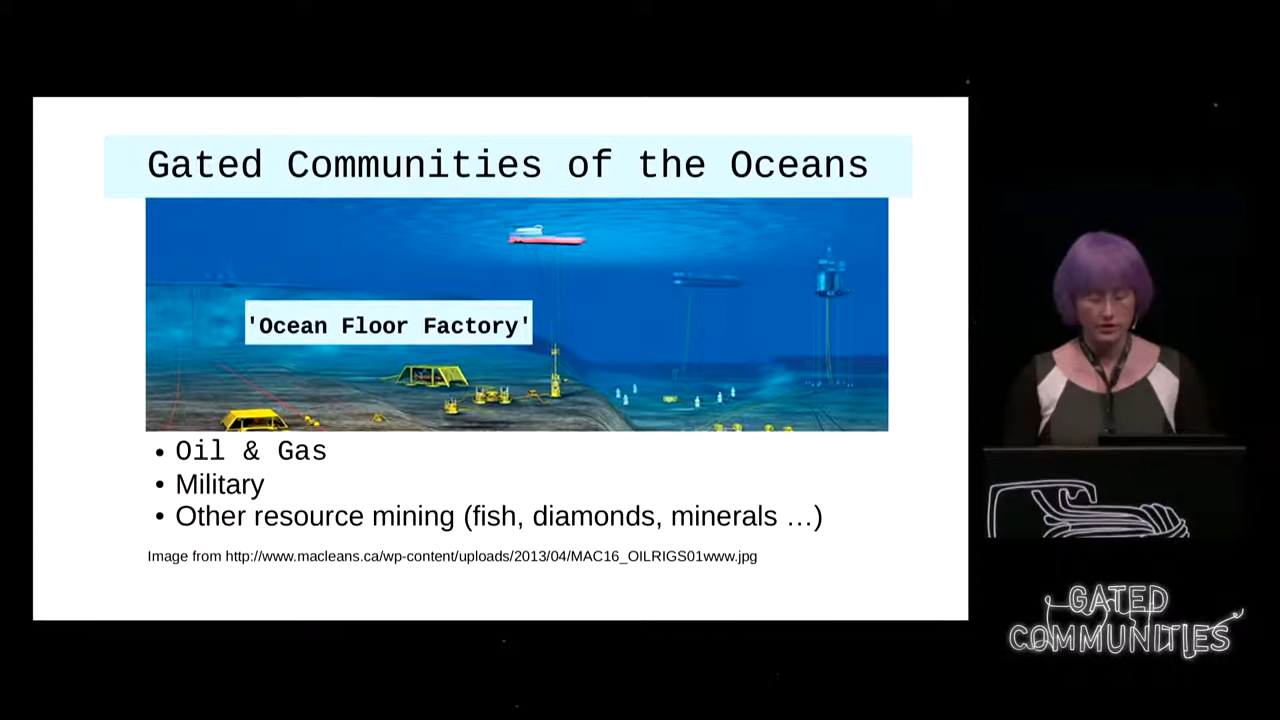 Gated Communities of the Oceans
'Ocean Floor Factory'
• Oil & Gas
• Military
• Other resource mining (fish, diamonds, minerals …)
Image from http://www.macleans.ca/wp-content/uploads/2013/04/MAC16_OILRIGS01www.jpg
GATED
COMMUNITIES